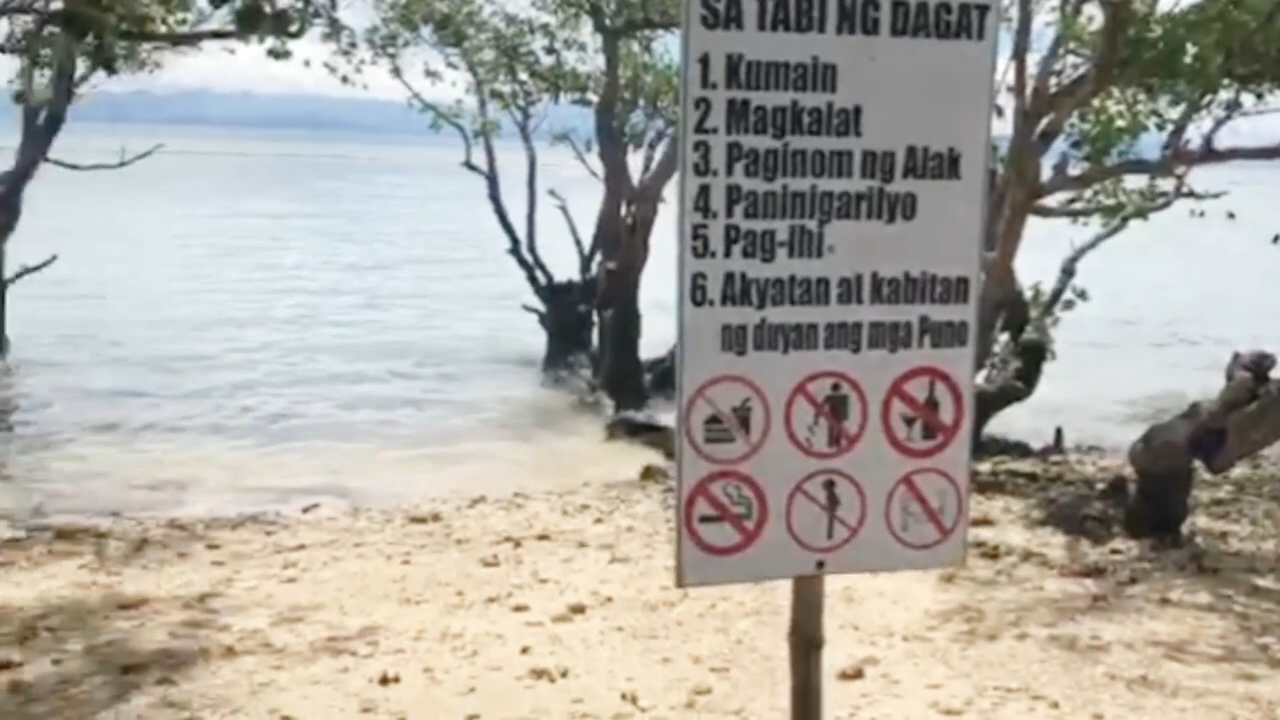 SA TABI NG DAGAT
1. Kumain
2. Magkalat
3. Paginom ng Alak
4. Paninigarilyo
5. Pag-ihi
6. Akyatan at kabitan
ng duyan ang mga Puno